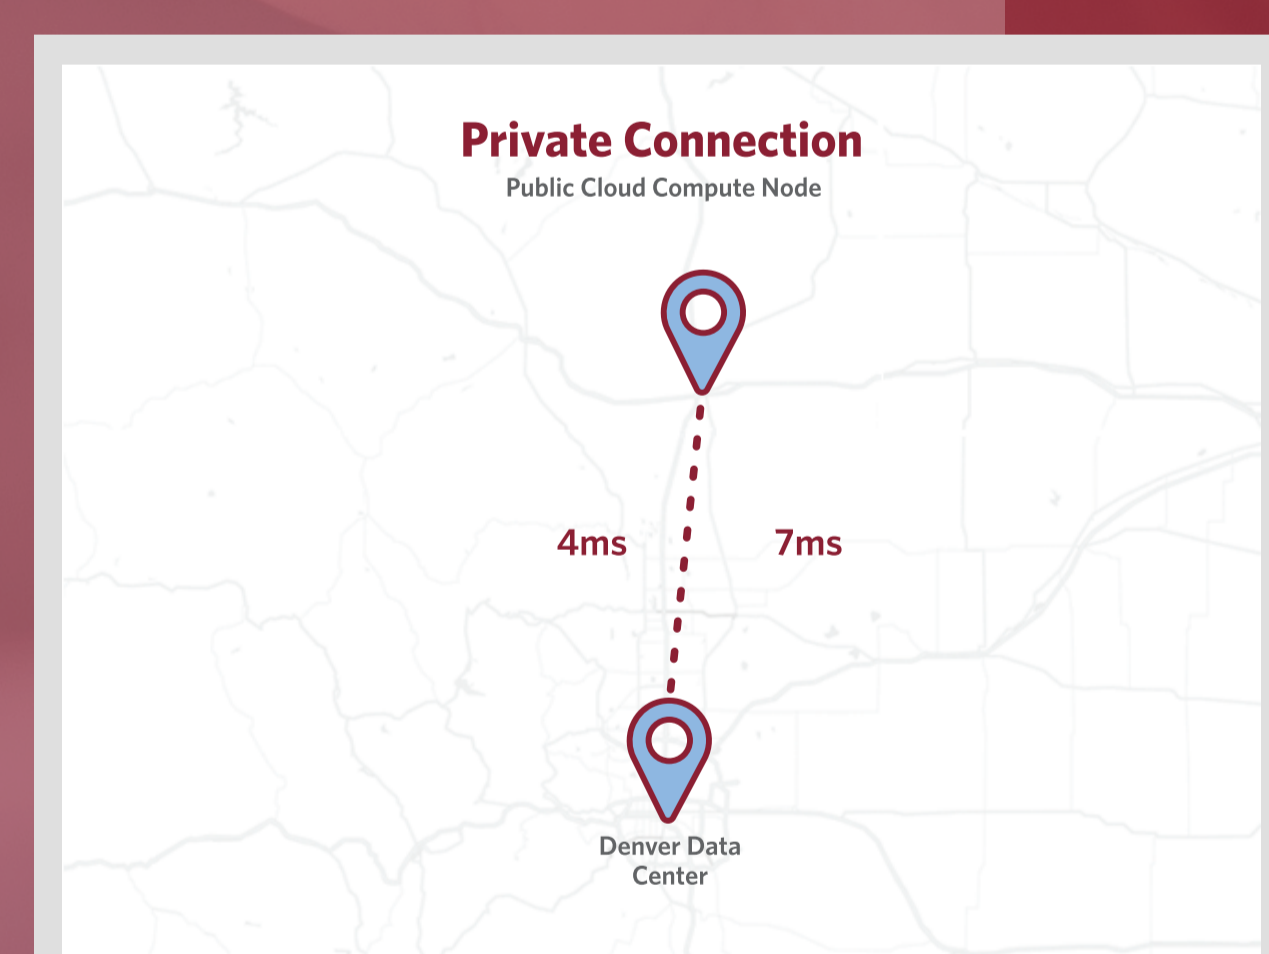 Private Connection
Public Cloud Compute Node
4ms
7ms
Denver Data
Center